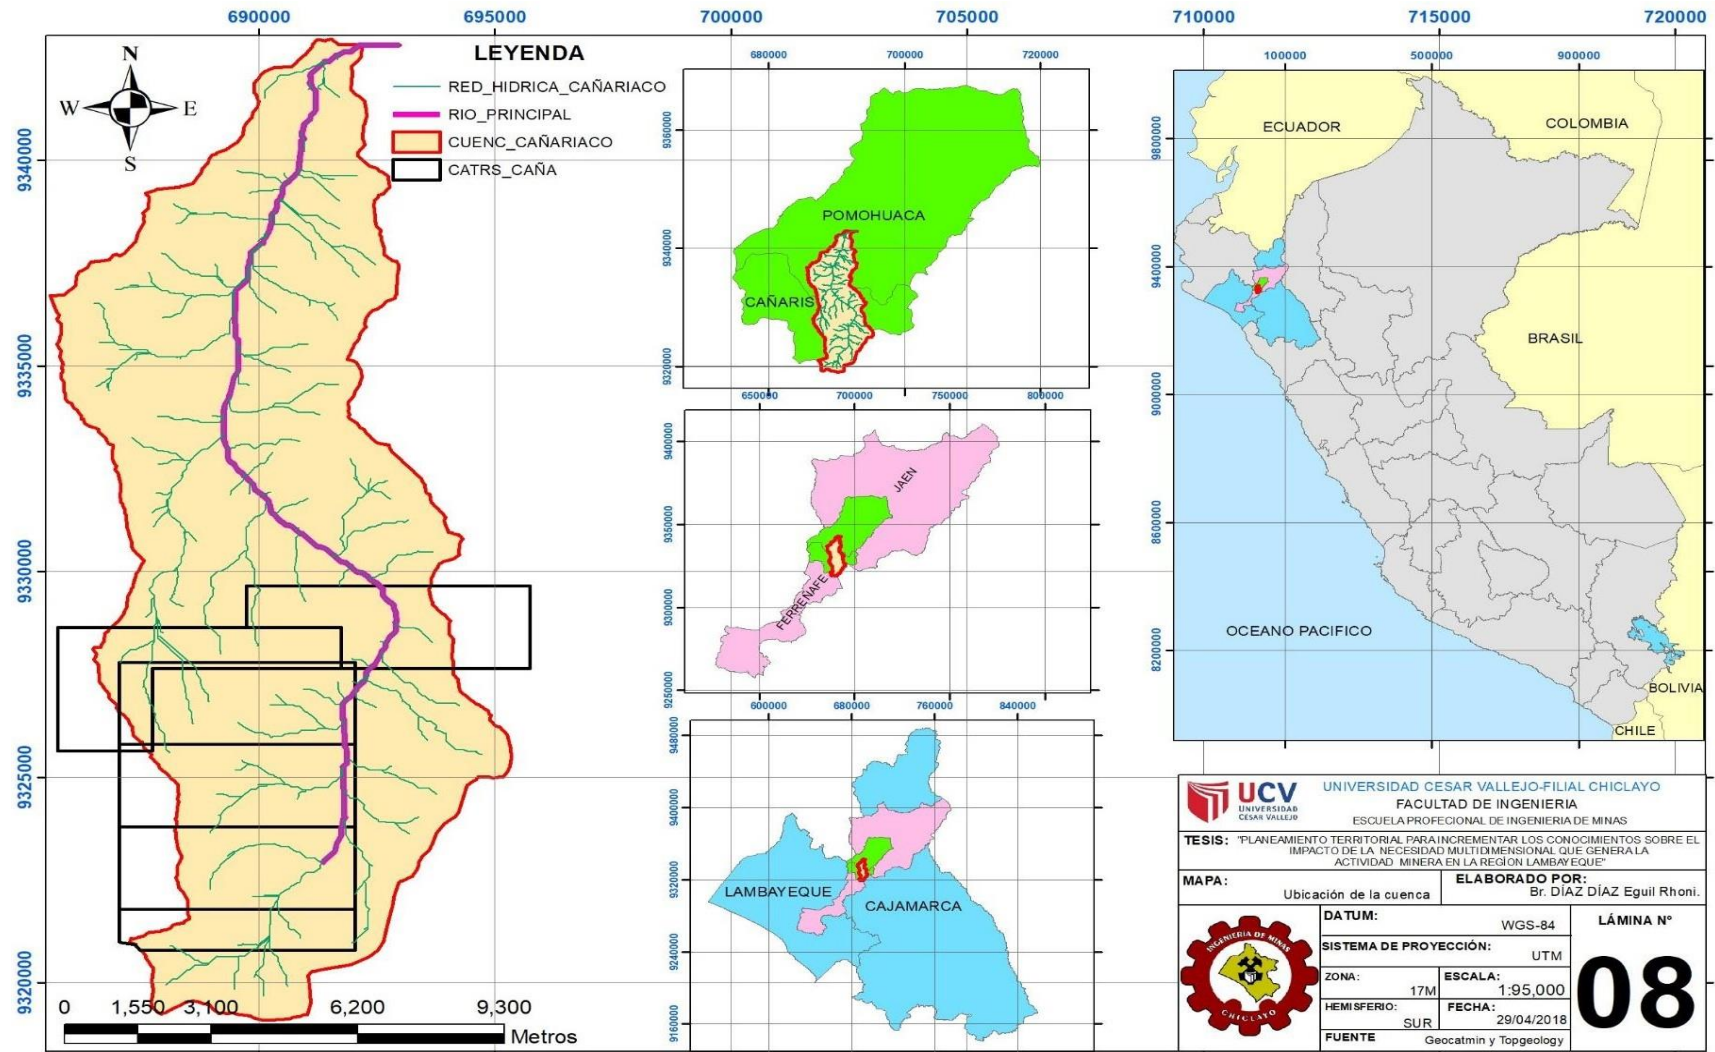 690000 695000 700000 705000 710000 715000 720000
9340000
9335000
9330000
9325000
9320000
N
W E
S
LEYENDA
RED_HIDRICA_CAÑARIACO
RIO_PRINCIPAL
CUENC_CAÑARIACO
CATRS_CAÑA
0 1,550 3,100 6,200 9,300
Metros
680000 700000 720000
9360000
9340000
9320000
POMOHUACA
CAÑARIS
650000 700000 750000 800000
9400000
9350000
9300000
9250000
JAEN
FERREÑAFE
600000 680000 760000 840000
9480000
9400000
9320000
9240000
9160000
LAMBAYEQUE
CAJAMARCA
100000 500000 900000
9800000
9400000
9000000
8600000
8200000
ECUADOR
COLOMBIA
BRASIL
OCEANO PACIFICO
BOLIVIA
CHILE
UCV
UNIVERSIDAD
CÉSAR VALLEJO
UNIVERSIDAD CESAR VALLEJO-FILIAL CHICLAYO
FACULTAD DE INGENIERIA
ESCUELA PROFECIONAL DE INGENIERIA DE MINAS
TESIS: "PLANEAMIENTO TERRITORIAL PARA INCREMENTAR LOS CONOCIMIENTOS SOBRE EL
IMPACTO DE LA NECESIDAD MULTIDIMENSIONAL QUE GENERA LA
ACTIVIDAD MINERA EN LA REGIÓN LAMBAYEQUE"
MAPA:
Ubicación de la cuenca
ELABORADO POR:
Br. DÍAZ DÍAZ Eguil Rhoni.
INGENIERIA DE MINAS
CHICLAYO
DATUM:
WGS-84
SISTEMA DE PROYECCIÓN:
UTM
ZONA:
17M
ESCALA:
1:95,000
HEMISFERIO:
SUR
FECHA:
29/04/2018
FUENTE
Geocatmin y Topgeology
LÁMINA N°
08